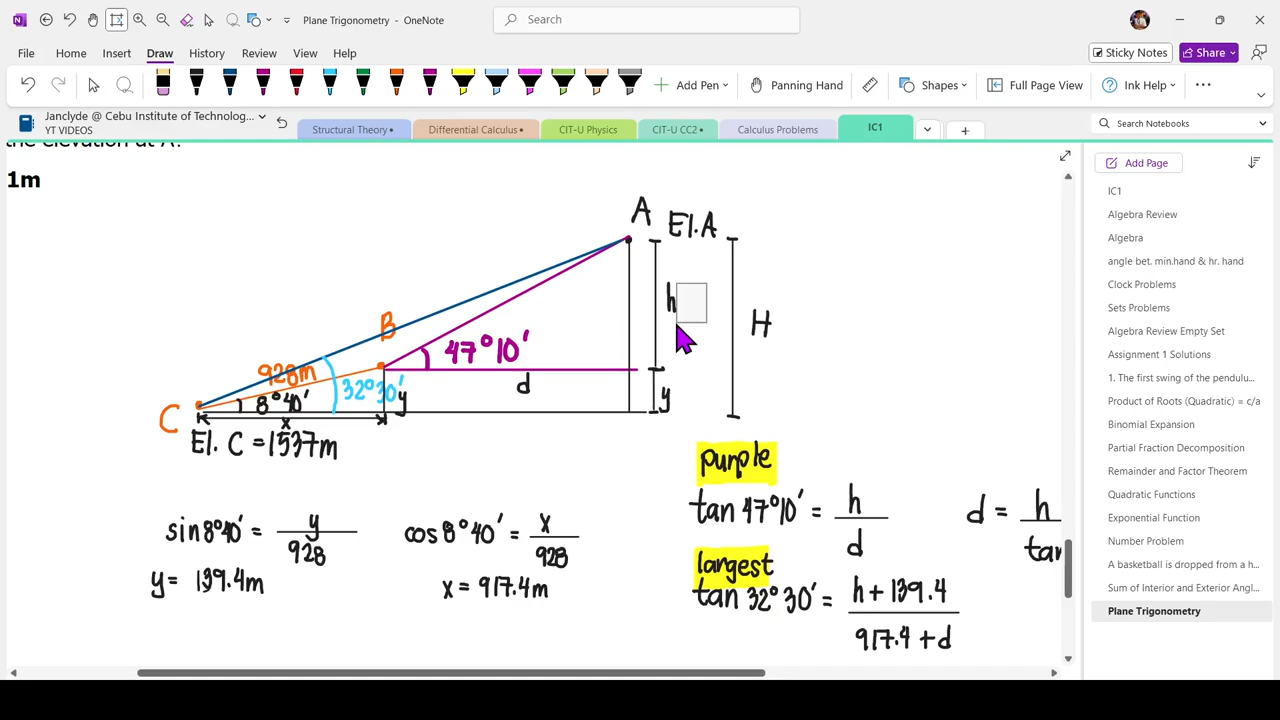 Plane Trigonometry - OneNote
Search
File Home Insert Draw History Review View Help
Sticky Notes
Share
Add Pen
Panning Hand
Shapes
Full Page View
Ink Help
Janclyde @ Cebu Institute of Technolog...
YT VIDEOS
Structural Theory
Differential Calculus
CIT-U Physics
CIT-U CC2
Calculus Problems
IC1
Search Notebooks
Add Page
IC1
Algebra Review
Algebra
angle bet. min.hand & hr. hand
Clock Problems
Sets Problems
Algebra Review Empty Set
Assignment 1 Solutions
1. The first swing of the pendulu...
Product of Roots (Quadratic) = c/a
Binomial Expansion
Partial Fraction Decomposition
Remainder and Factor Theorem
Quadratic Functions
Exponential Function
Number Problem
A basketball is dropped from a h...
Sum of Interior and Exterior Angl...
Plane Trigonometry
the elevation at A.
1m
A
El. A
h
H
B
47°10'
928m
32°30'
8°40'
y
d
y
x
C
El. C = 1537m
purple
tan 47°10' = h / d
d = h / tan
sin 8°40' = y / 928
cos 8°40' = x / 928
largest
y = 139.4m
x = 917.4m
tan 32°30' = h + 139.4 / 917.4 + d